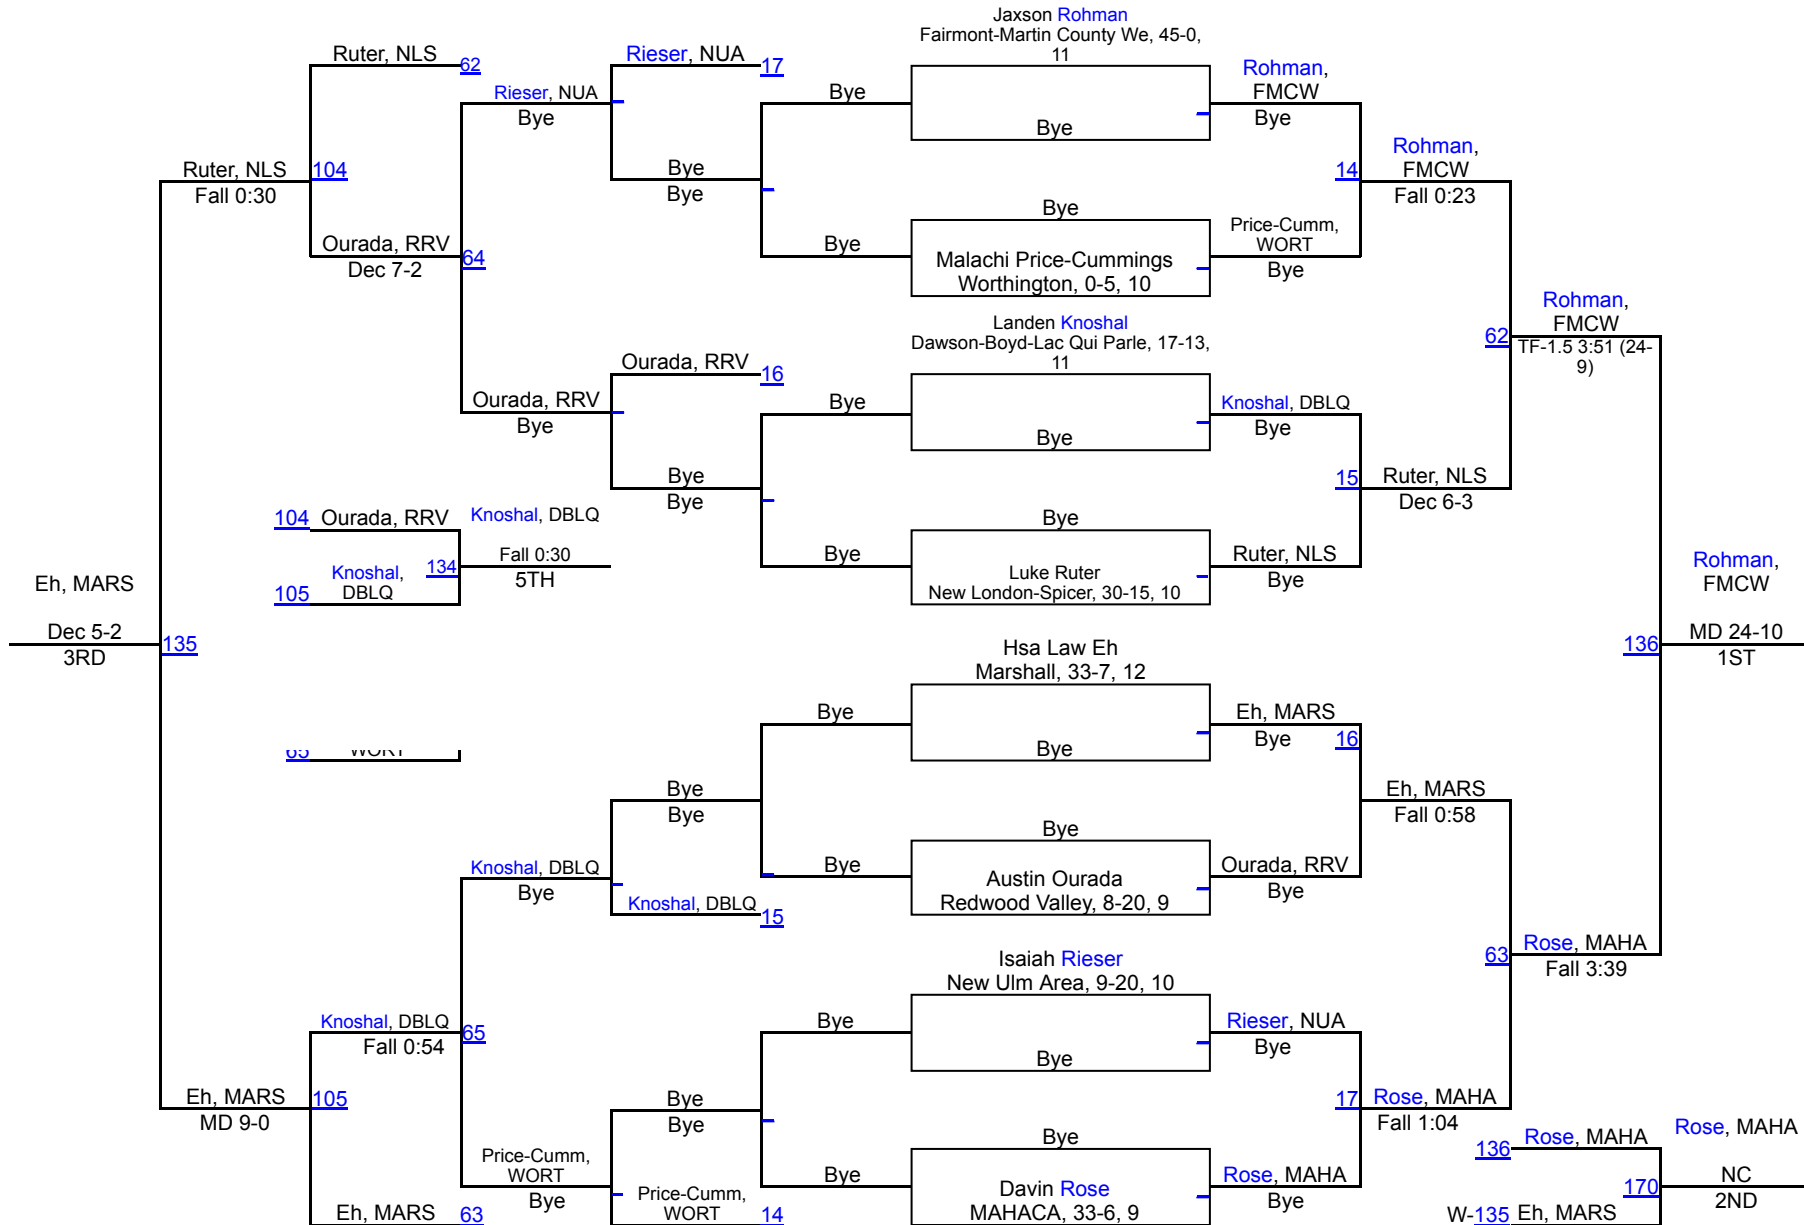 Jaxson Rohman
Fairmont-Martin County We, 45-0,
11
Ruter, NLS
62
Rieser, NUA
17
Rohman,
FMCW
Bye
Rieser, NUA
Bye
Bye
Bye
Rohman,
FMCW
Fall 0:23
14
Ruter, NLS
Fall 0:30
104
Bye
Bye
Bye
Price-Cumm,
WORT
Bye
Ourada, RRV
Dec 7-2
64
Bye
Malachi Price-Cummings
Worthington, 0-5, 10
Rohman,
FMCW
TF-1.5 3:51 (24-
9)
62
Landen Knoshal
Dawson-Boyd-Lac Qui Parle, 17-13,
11
Ourada, RRV
16
Ourada, RRV
Bye
Bye
Bye
Knoshal, DBLQ
Bye
Bye
Bye
15
Ruter, NLS
Dec 6-3
104
Ourada, RRV
Knoshal, DBLQ
Bye
Fall 0:30
5TH
134
Bye
Luke Ruter
New London-Spicer, 30-15, 10
Ruter, NLS
Bye
Knoshal,
DBLQ
105
Eh, MARS
Dec 5-2
3RD
135
Rohman,
FMCW
MD 24-10
1ST
136
Hsa Law Eh
Marshall, 33-7, 12
Bye
Bye
Eh, MARS
Bye
16
65
WORT
Bye
Bye
Eh, MARS
Fall 0:58
Bye
Knoshal, DBLQ
Bye
Bye
Austin Ourada
Redwood Valley, 8-20, 9
Ourada, RRV
Bye
Knoshal, DBLQ
15
Rose, MAHA
Fall 3:39
63
Isaiah Rieser
New Ulm Area, 9-20, 10
Knoshal, DBLQ
Fall 0:54
65
Bye
Bye
Rieser, NUA
Bye
Eh, MARS
MD 9-0
105
Bye
Bye
17
Rose, MAHA
Fall 1:04
Bye
Price-Cumm,
WORT
Bye
Bye
Davin Rose
MAHACA, 33-6, 9
Rose, MAHA
Bye
136
Rose, MAHA
Rose, MAHA
NC
2ND
170
Eh, MARS
63
Price-Cumm,
WORT
14
W-135
Eh, MARS